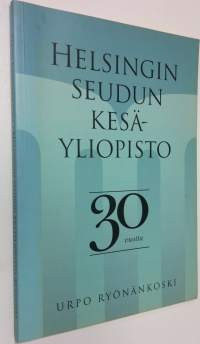 HELSINGIN
SEUDUN
KESÄ-
YLIOPISTO
30
vuotta
URPO RYÖNÄNKOSKI